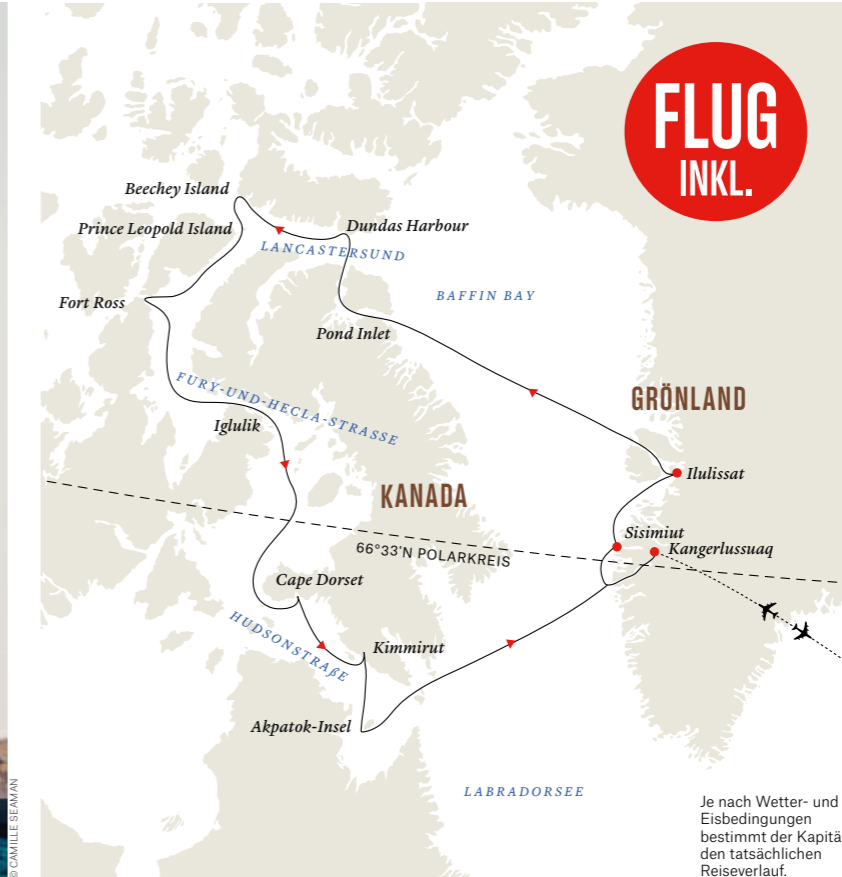 FLUG
INKL.
Beechey Island
Prince Leopold Island
Dundas Harbour
LANCASTERSUND
BAFFIN BAY
Fort Ross
Pond Inlet
FURY-UND-HECLA-STRASSE
GRÖNLAND
Iglulik
Ilulissat
KANADA
Sisimiut
Kangerlussuaq
66°33'N POLARKREIS
Cape Dorset
HUDSONSTRAßE
Kimmirut
Akpatok-Insel
LABRADORSEE
© CAMILLE SEAMAN
Je nach Wetter- und
Eisbedingungen
bestimmt der Kapitä
den tatsächlichen
Reiseverlauf.